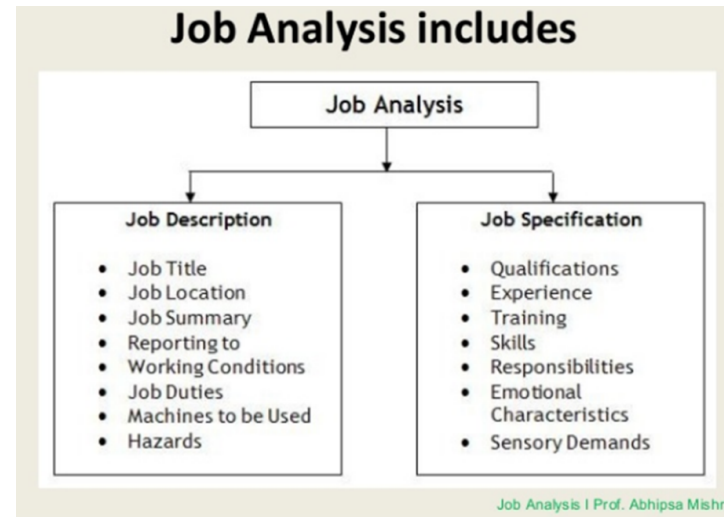 Job Analysis includes
Job Analysis
Job Description
• Job Title
• Job Location
• Job Summary
• Reporting to
• Working Conditions
• Job Duties
• Machines to be Used
• Hazards
Job Specification
• Qualifications
• Experience
• Training
• Skills
• Responsibilities
• Emotional
Characteristics
• Sensory Demands
Job Analysis I Prof. Abhipsa Mishr